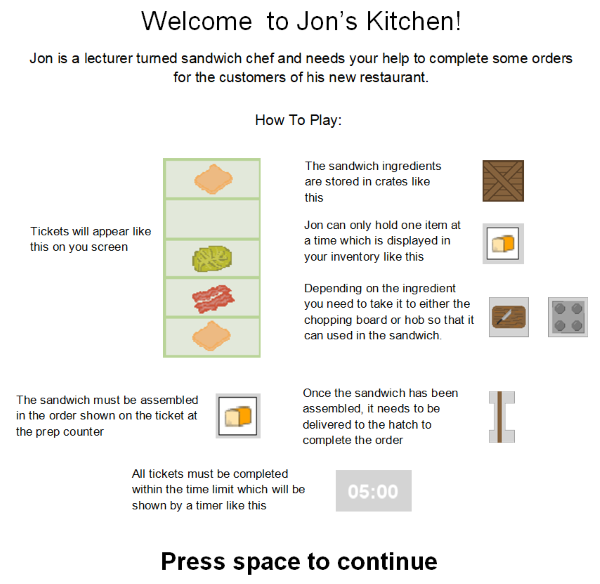 Welcome  to Jon's Kitchen!
Jon is a lecturer turned sandwich chef and needs your help to complete some orders
for the customers of his new restaurant.
How To Play:
Tickets will appear like
this on you screen
The sandwich ingredients
are stored in crates like
this
Jon can only hold one item at
a time which is displayed in
your inventory like this
Depending on the ingredient
you need to take it to either the
chopping board or hob so that it
can used in the sandwich.
The sandwich must be assembled
in the order shown on the ticket at
the prep counter
Once the sandwich has been
assembled, it needs to be
delivered to the hatch to
complete the order
All tickets must be completed
within the time limit which will be
shown by a timer like this
05:00
Press space to continue